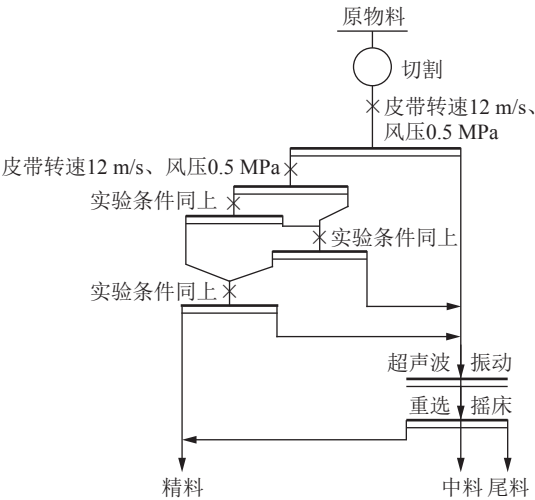 原物料
切割
皮带转速12 m/s、
风压0.5 MPa
皮带转速12 m/s、风压0.5 MPa
实验条件同上
实验条件同上
实验条件同上
超声波 振动
重选 摇床
精料 中料 尾料